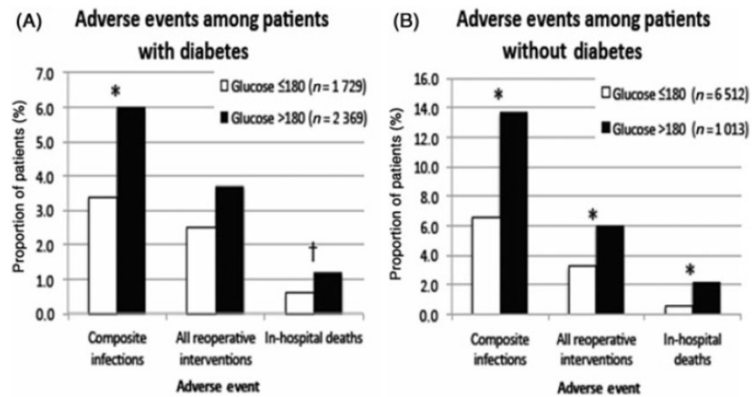 (A) Adverse events among patients
with diabetes
Proportion of patients (%)
7.0
6.0
5.0
4.0
3.0
2.0
1.0
0.0
Glucose ≤180 (n=1 729)
Glucose >180 (n=2 369)
*
†
Composite
infections
All reoperative
interventions
In-hospital deaths
Adverse event
(B) Adverse events among patients
without diabetes
Proportion of patients (%)
16.0
14.0
12.0
10.0
8.0
6.0
4.0
2.0
0.0
Glucose ≤180 (n=6 512)
Glucose >180 (n=1 013)
*
*
*
Composite
infections
All reoperative
interventions
In-hospital
deaths
Adverse event